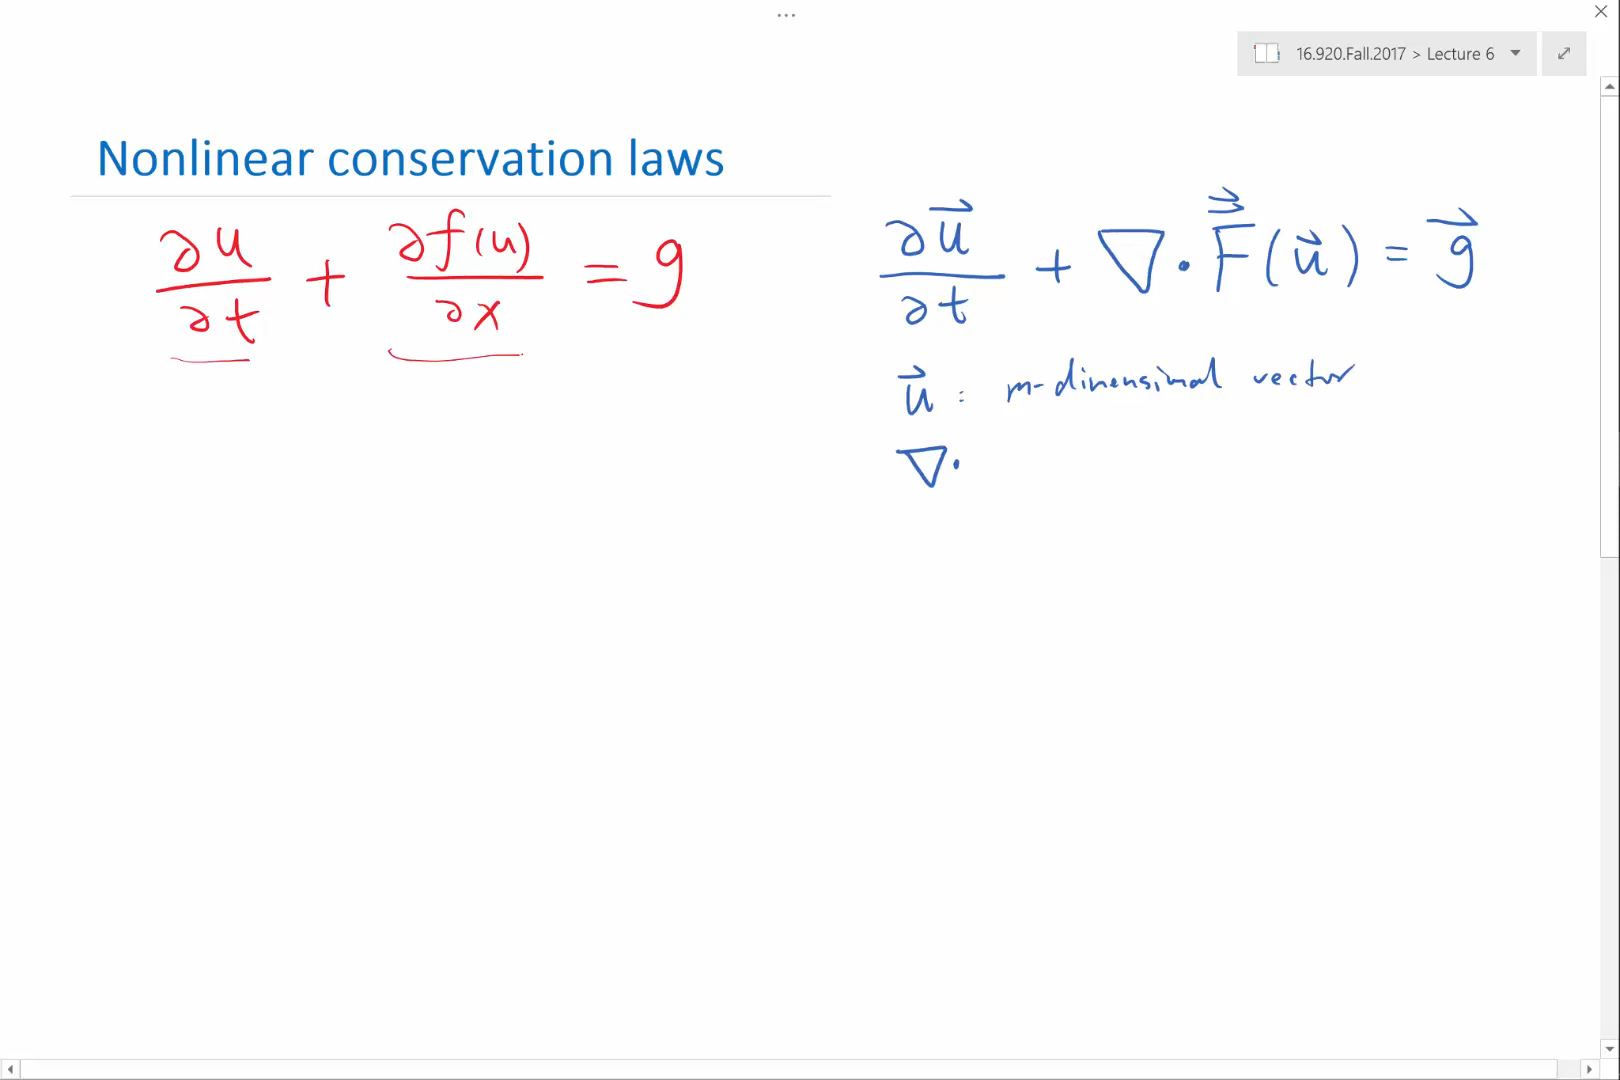 16.920.Fall.2017 > Lecture 6
Nonlinear conservation laws
∂u/∂t + ∂f(u)/∂x = g
∂u⃗/∂t + ∇·F⃗⃗(u⃗) = g⃗
u⃗ : m-dimensional vector
∇·